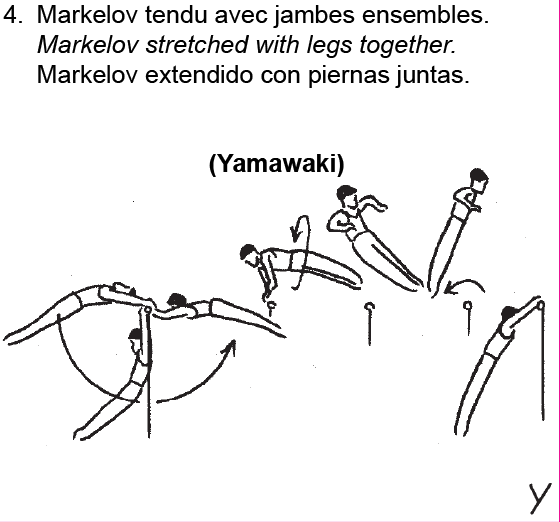 4. Markelov tendu avec jambes ensembles.
Markelov stretched with legs together.
Markelov extendido con piernas juntas.
(Yamawaki)
Y